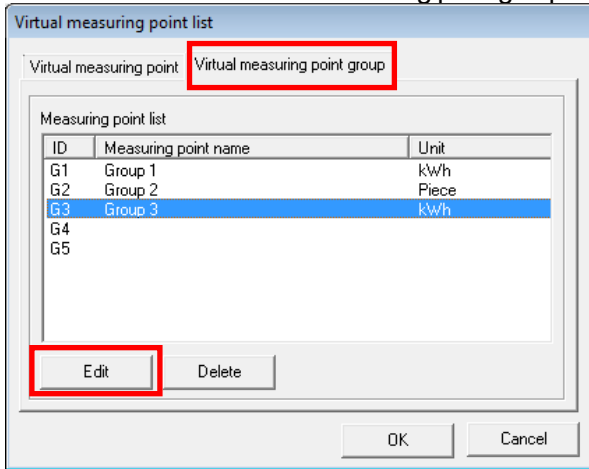 Virtual measuring point list
Virtual measuring point Virtual measuring point group
Measuring point list
ID Measuring point name Unit
G1 Group 1 kWh
G2 Group 2 Piece
G3 Group 3 kWh
G4
G5
Edit Delete
OK Cancel